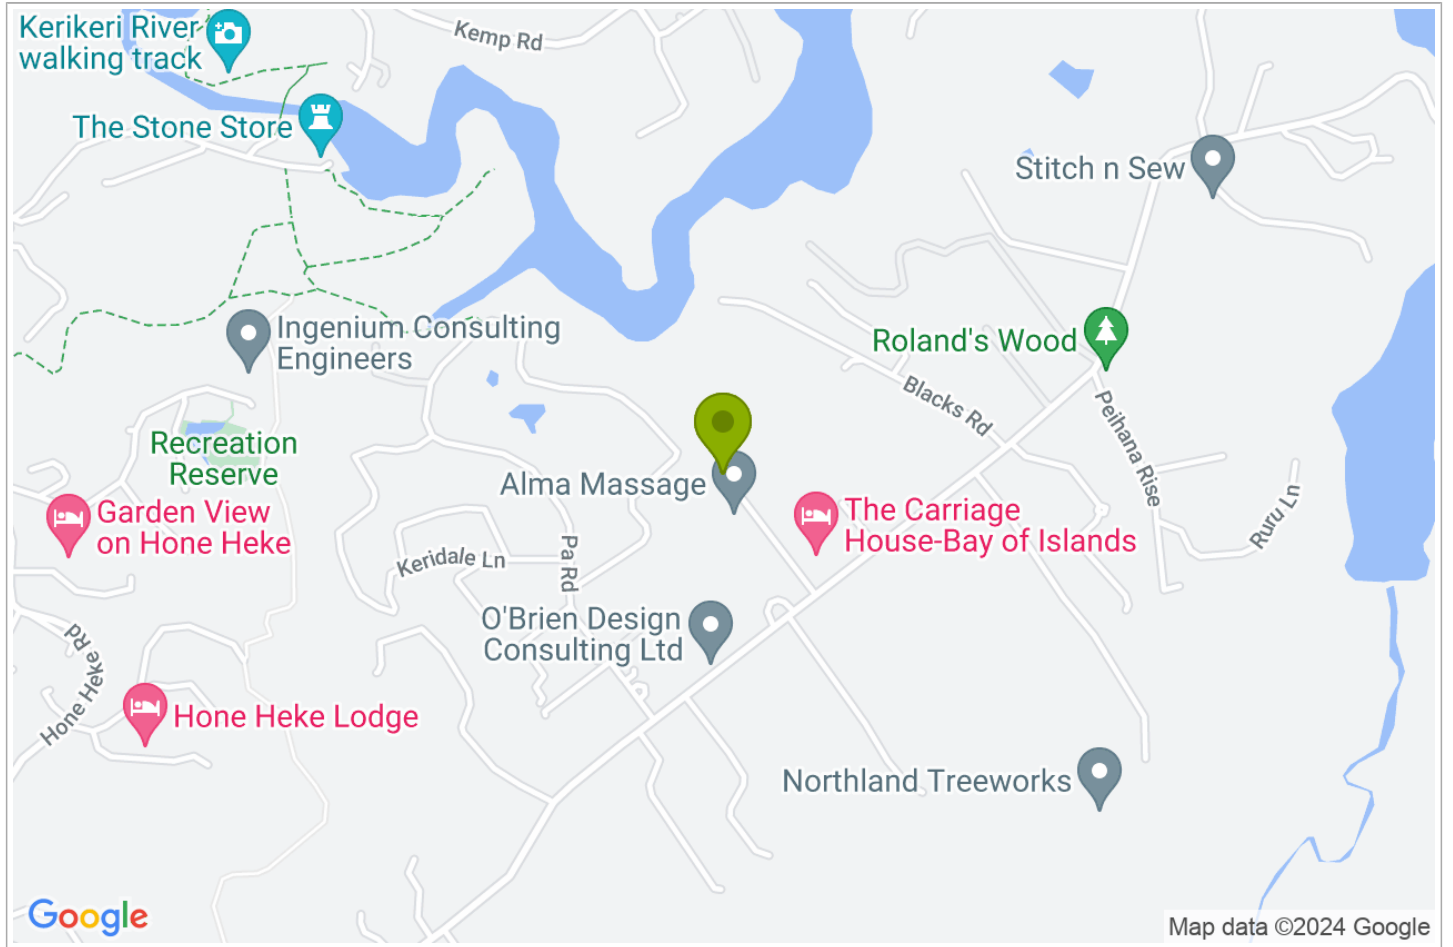 Kerikeri River
walking track
Kemp Rd
The Stone Store
Stitch n Sew
Ingenium Consulting
Engineers
Roland's Wood
Blacks Rd
Peihana Rise
Recreation
Reserve
Alma Massage
Garden View
on Hone Heke
The Carriage
House-Bay of Islands
Ruru Ln
Keridale Ln
Pa Rd
O'Brien Design
Consulting Ltd
Hone Heke Rd
Hone Heke Lodge
Northland Treeworks
Google
Map data ©2024 Google